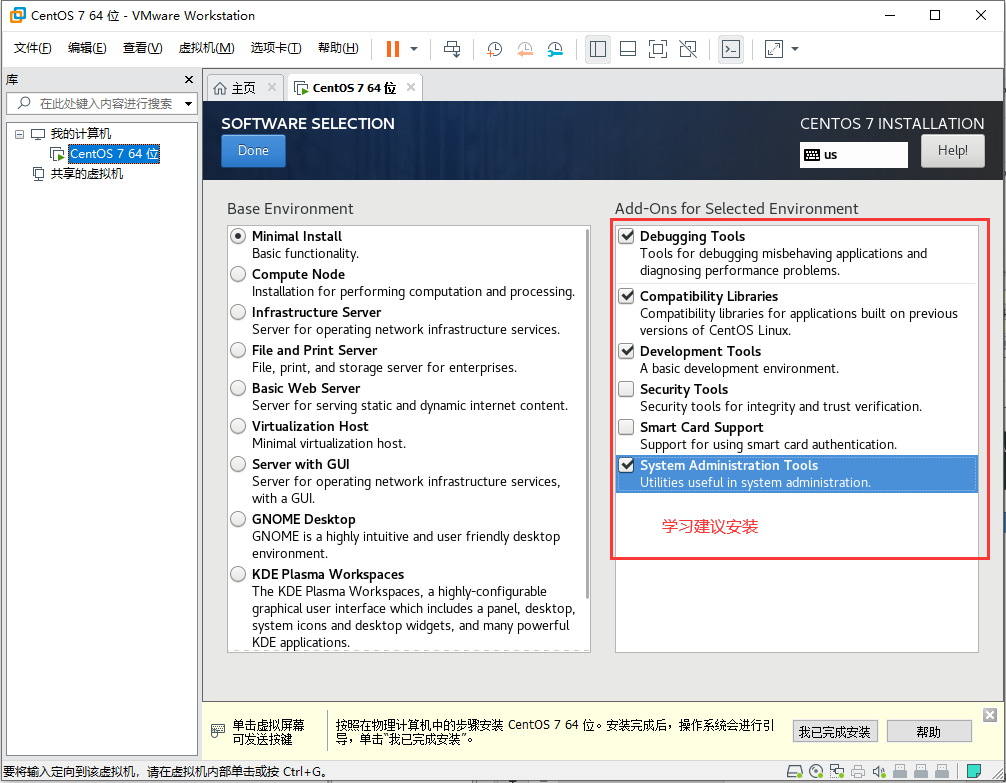 CentOS 7 64 位 - VMware Workstation
文件(F) 编辑(E) 查看(V) 虚拟机(M) 选项卡(T) 帮助(H)
库
在此处键入内容进行搜索
我的计算机
CentOS 7 64 位
共享的虚拟机
主页
CentOS 7 64 位
SOFTWARE SELECTION
Done
CENTOS 7 INSTALLATION
us
Help!
Base Environment
Minimal Install
Basic functionality.
Compute Node
Installation for performing computation and processing.
Infrastructure Server
Server for operating network infrastructure services.
File and Print Server
File, print, and storage server for enterprises.
Basic Web Server
Server for serving static and dynamic internet content.
Virtualization Host
Minimal virtualization host.
Server with GUI
Server for operating network infrastructure services,
with a GUI.
GNOME Desktop
GNOME is a highly intuitive and user friendly desktop
environment.
KDE Plasma Workspaces
The KDE Plasma Workspaces, a highly-configurable
graphical user interface which includes a panel, desktop,
system icons and desktop widgets, and many powerful
KDE applications.
Add-Ons for Selected Environment
Debugging Tools
Tools for debugging misbehaving applications and
diagnosing performance problems.
Compatibility Libraries
Compatibility libraries for applications built on previous
versions of CentOS Linux.
Development Tools
A basic development environment.
Security Tools
Security tools for integrity and trust verification.
Smart Card Support
Support for using smart card authentication.
System Administration Tools
Utilities useful in system administration.
学习建议安装
单击虚拟屏幕
可发送按键
按照在物理计算机中的步骤安装 CentOS 7 64 位。安装完成后，操作系统会进行引
导，单击“我已完成安装”。
我已完成安装
帮助
要将输入定向到该虚拟机，请在虚拟机内部单击或按 Ctrl+G。